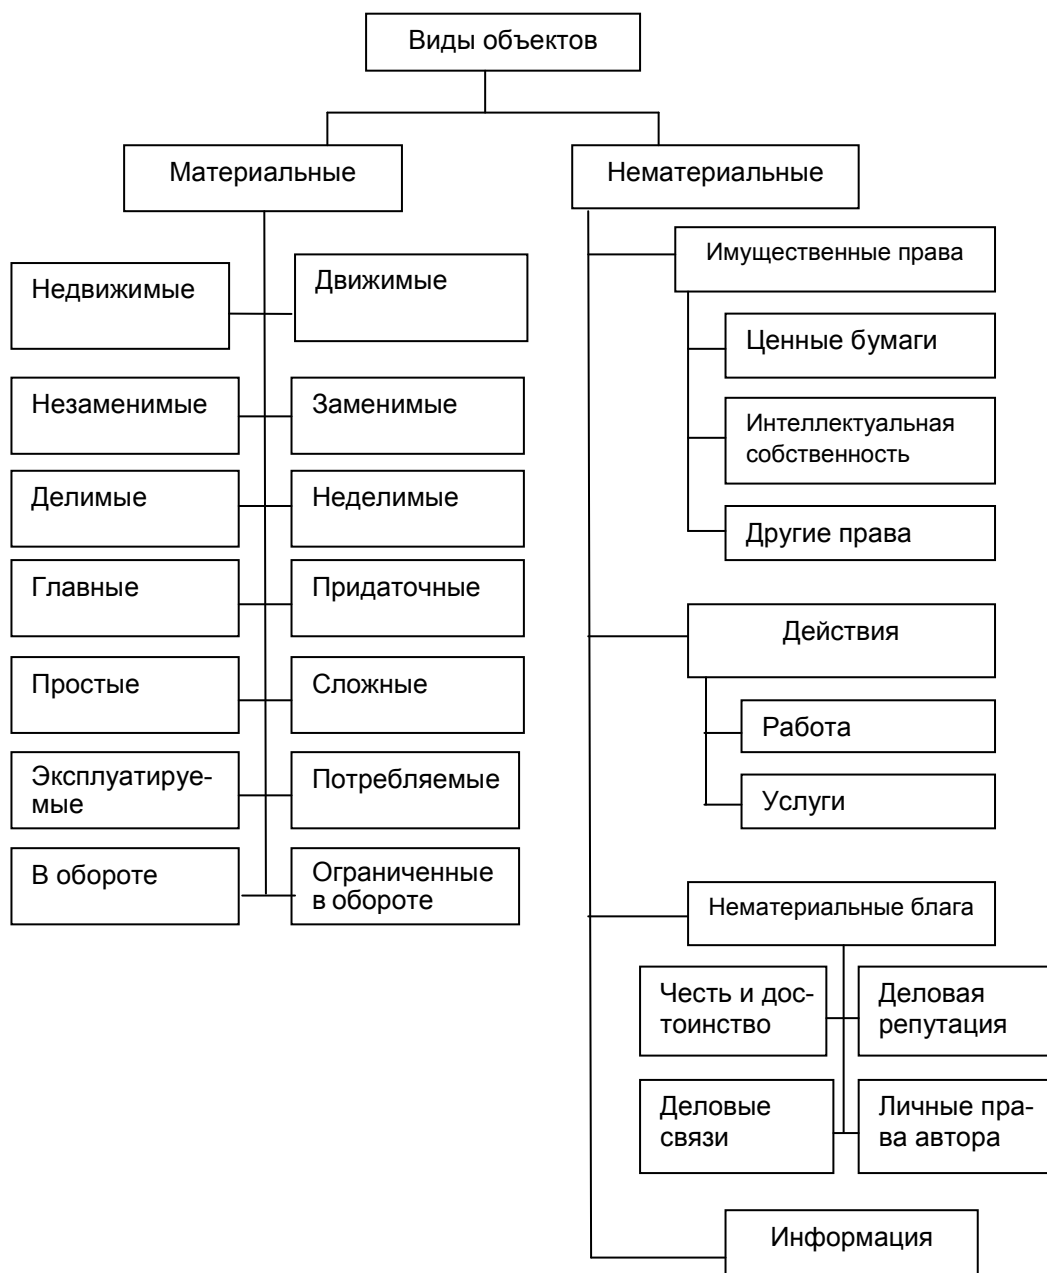 Виды объектов
Материальные
Нематериальные
Недвижимые
Движимые
Незаменимые
Заменимые
Делимые
Неделимые
Главные
Придаточные
Простые
Сложные
Эксплуатируе-
мые
Потребляемые
В обороте
Ограниченные
в обороте
Имущественные права
Ценные бумаги
Интеллектуальная
собственность
Другие права
Действия
Работа
Услуги
Нематериальные блага
Честь и дос-
тоинство
Деловая
репутация
Деловые
связи
Личные пра-
ва автора
Информация